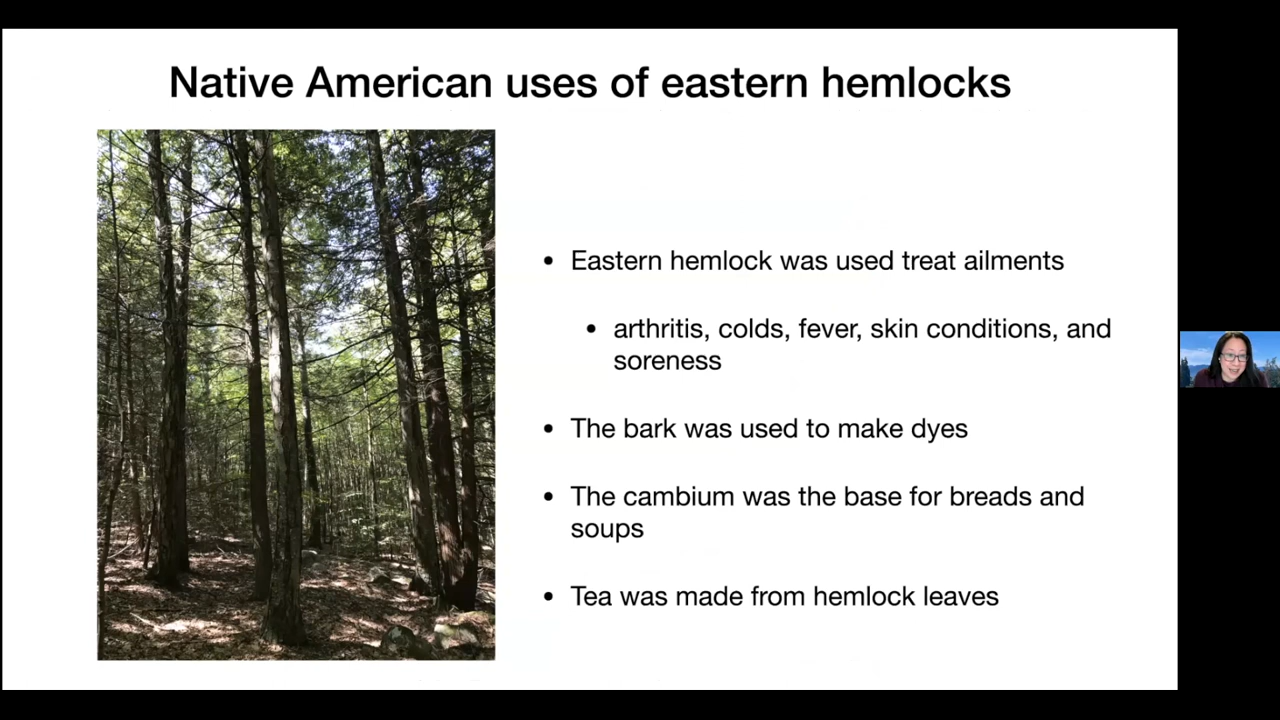 Native American uses of eastern hemlocks
• Eastern hemlock was used treat ailments
• arthritis, colds, fever, skin conditions, and
soreness
• The bark was used to make dyes
• The cambium was the base for breads and
soups
• Tea was made from hemlock leaves